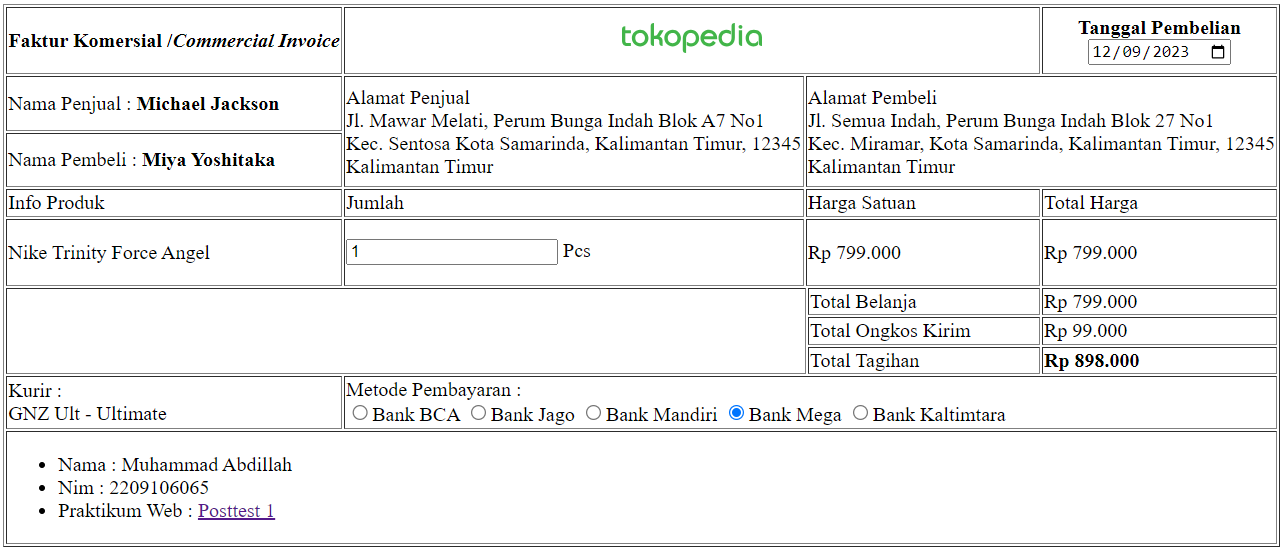 Faktur Komersial /Commercial Invoice
tokopedia
Tanggal Pembelian
12/09/2023
Nama Penjual : Michael Jackson
Nama Pembeli : Miya Yoshitaka
Alamat Penjual
Jl. Mawar Melati, Perum Bunga Indah Blok A7 No1
Kec. Sentosa Kota Samarinda, Kalimantan Timur, 12345
Kalimantan Timur
Alamat Pembeli
Jl. Semua Indah, Perum Bunga Indah Blok 27 No1
Kec. Miramar, Kota Samarinda, Kalimantan Timur, 12345
Kalimantan Timur
Info Produk
Jumlah
Harga Satuan
Total Harga
Nike Trinity Force Angel
1 Pcs
Rp 799.000
Rp 799.000
Total Belanja
Rp 799.000
Total Ongkos Kirim
Rp 99.000
Total Tagihan
Rp 898.000
Kurir :
GNZ Ult - Ultimate
Metode Pembayaran :
Bank BCA Bank Jago Bank Mandiri Bank Mega Bank Kaltimtara
• Nama : Muhammad Abdillah
• Nim : 2209106065
• Praktikum Web : Posttest 1